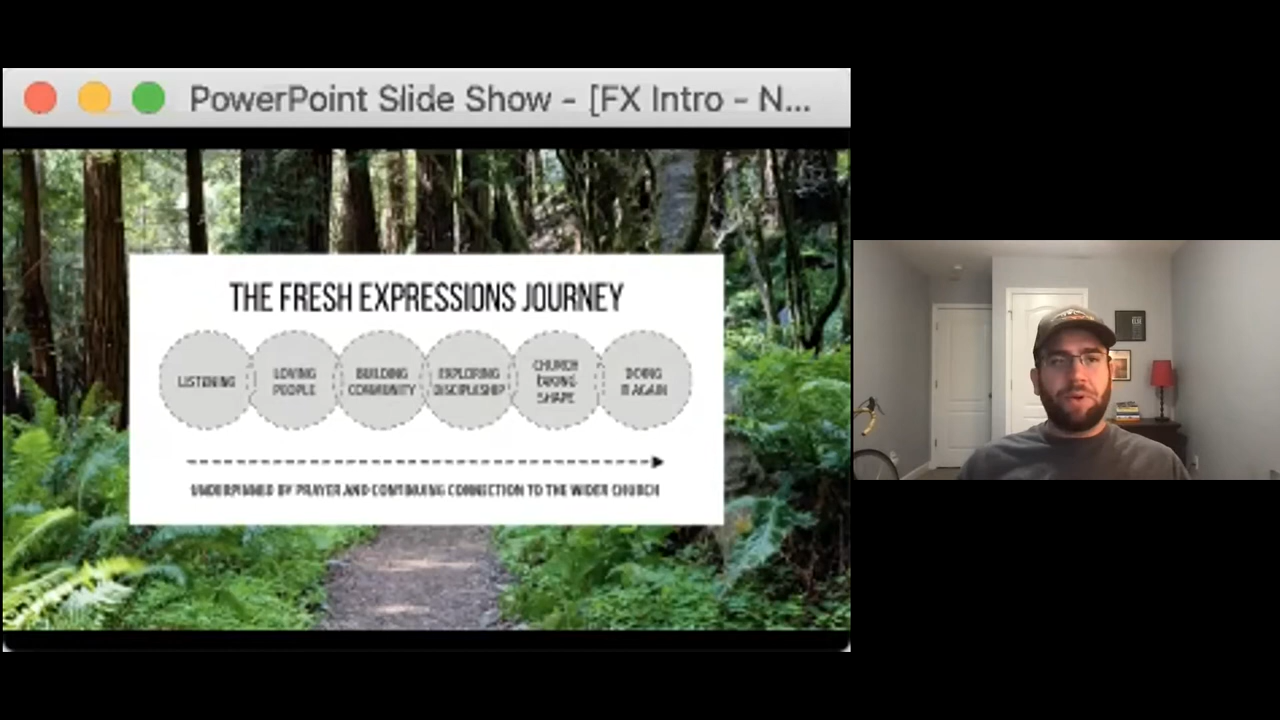 PowerPoint Slide Show - [FX Intro - N...
THE FRESH EXPRESSIONS JOURNEY
LISTENING
LOVING
PEOPLE
BUILDING
COMMUNITY
EXPLORING
DISCIPLESHIP
CHURCH
TAKING
SHAPE
DOING
IT AGAIN
UNDERPINNED BY PRAYER AND CONTINUING CONNECTION TO THE WIDER CHURCH